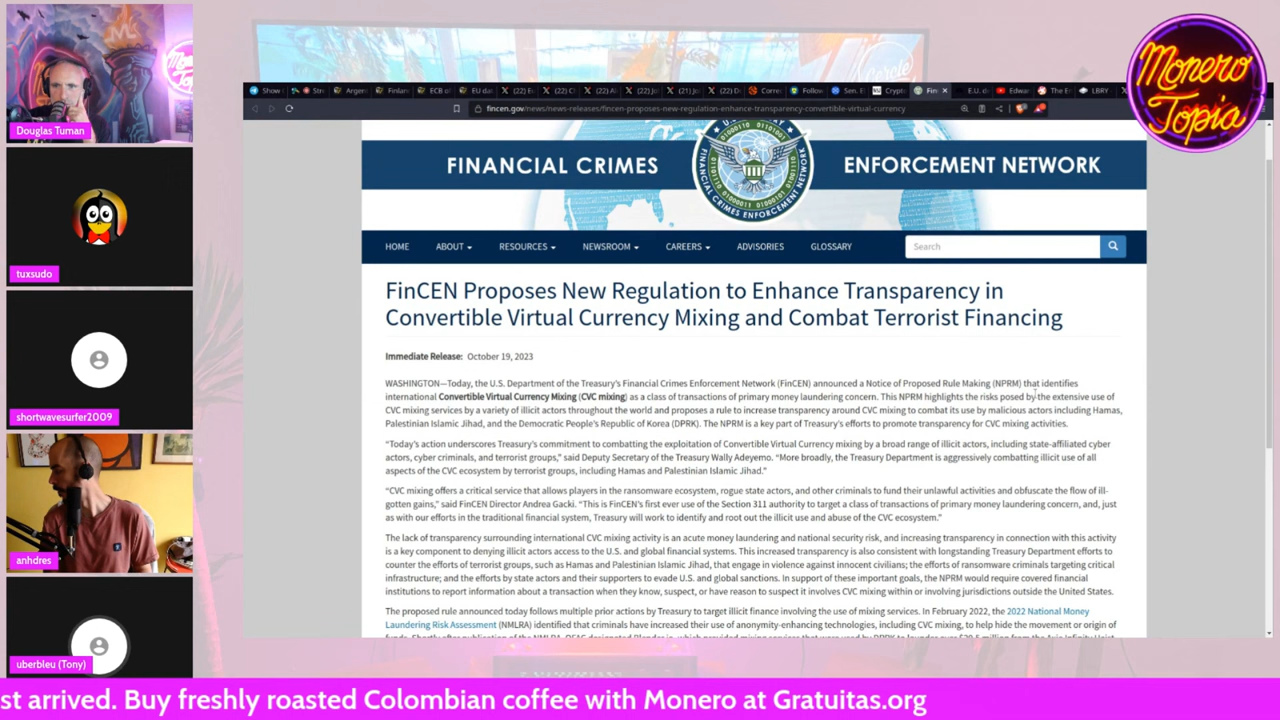 Douglas Tuman
tuxsudo
shortwavesurfer2009
anhdres
uberbleu (Tony)
Monero
Topia
fincen.gov/news/news-releases/fincen-proposes-new-regulation-enhance-transparency-convertible-virtual-currency
FINANCIAL CRIMES ENFORCEMENT NETWORK
HOME ABOUT RESOURCES NEWSROOM CAREERS ADVISORIES GLOSSARY Search
FinCEN Proposes New Regulation to Enhance Transparency in
Convertible Virtual Currency Mixing and Combat Terrorist Financing
Immediate Release: October 19, 2023
WASHINGTON—Today, the U.S. Department of the Treasury's Financial Crimes Enforcement Network (FinCEN) announced a Notice of Proposed Rule Making (NPRM) that identifies
international Convertible Virtual Currency Mixing (CVC mixing) as a class of transactions of primary money laundering concern. This NPRM highlights the risks posed by the extensive use of
CVC mixing services by a variety of illicit actors throughout the world and proposes a rule to increase transparency around CVC mixing to combat its use by malicious actors including Hamas,
Palestinian Islamic Jihad, and the Democratic People's Republic of Korea (DPRK). The NPRM is a key part of Treasury's efforts to promote transparency for CVC mixing activities.
“Today's action underscores Treasury's commitment to combatting the exploitation of Convertible Virtual Currency mixing by a broad range of illicit actors, including state-affiliated cyber
actors, cyber criminals, and terrorist groups,” said Deputy Secretary of the Treasury Wally Adeyemo. “More broadly, the Treasury Department is aggressively combatting illicit use of all
aspects of the CVC ecosystem by terrorist groups, including Hamas and Palestinian Islamic Jihad.”
“CVC mixing offers a critical service that allows players in the ransomware ecosystem, rogue state actors, and other criminals to fund their unlawful activities and obfuscate the flow of ill-
gotten gains,” said FinCEN Director Andrea Gacki. “This is FinCEN's first ever use of the Section 311 authority to target a class of transactions of primary money laundering concern, and, just
as with our efforts in the traditional financial system, Treasury will work to identify and root out the illicit use and abuse of the CVC ecosystem.”
The lack of transparency surrounding international CVC mixing activity is an acute money laundering and national security risk, and increasing transparency in connection with this activity
is a key component to denying illicit actors access to the U.S. and global financial systems. This increased transparency is also consistent with longstanding Treasury Department efforts to
counter the efforts of terrorist groups, such as Hamas and Palestinian Islamic Jihad, that engage in violence against innocent civilians; the efforts of ransomware criminals targeting critical
infrastructure; and the efforts by state actors and their supporters to evade U.S. and global sanctions. In support of these important goals, the NPRM would require covered financial
institutions to report information about a transaction when they know, suspect, or have reason to suspect it involves CVC mixing within or involving jurisdictions outside the United States.
The proposed rule announced today follows multiple prior actions by Treasury to target illicit finance involving the use of mixing services. In February 2022, the 2022 National Money
Laundering Risk Assessment (NMLRA) identified that criminals have increased their use of anonymity-enhancing technologies, including CVC mixing, to help hide the movement or origin of
st arrived. Buy freshly roasted Colombian coffee with Monero at Gratuitas.org